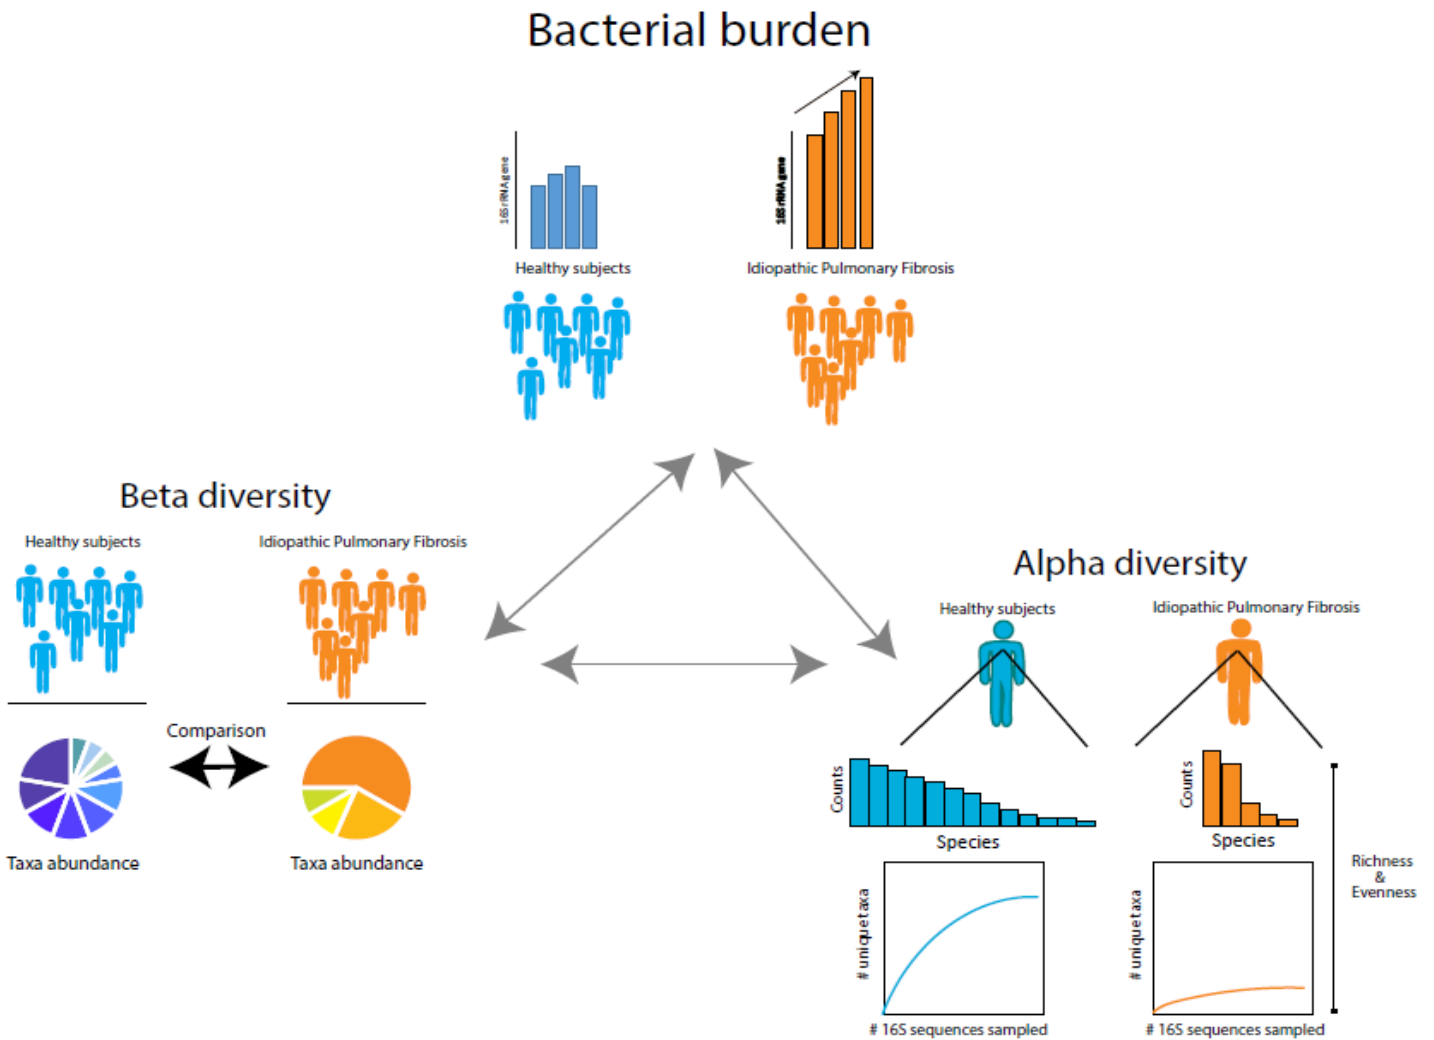 Bacterial burden
16S rRNA gene
16S rRNA gene
Healthy subjects
Idiopathic Pulmonary Fibrosis
Beta diversity
Healthy subjects
Idiopathic Pulmonary Fibrosis
Comparison
Taxa abundance
Taxa abundance
Alpha diversity
Healthy subjects
Idiopathic Pulmonary Fibrosis
Counts
Species
Counts
Species
# unique taxa
# 16S sequences sampled
# unique taxa
# 16S sequences sampled
Richness
&
Evenness